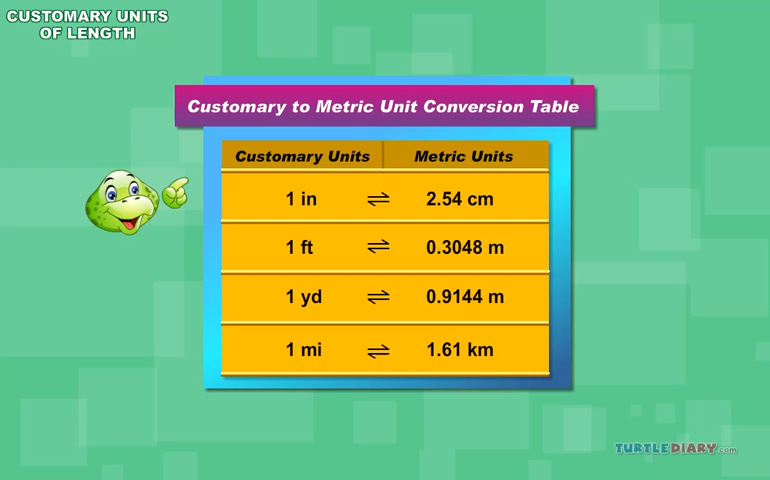 CUSTOMARY UNITS
OF LENGTH
Customary to Metric Unit Conversion Table
Customary Units Metric Units
1 in ⇌ 2.54 cm
1 ft ⇌ 0.3048 m
1 yd ⇌ 0.9144 m
1 mi ⇌ 1.61 km
TURTLEDIARY.com